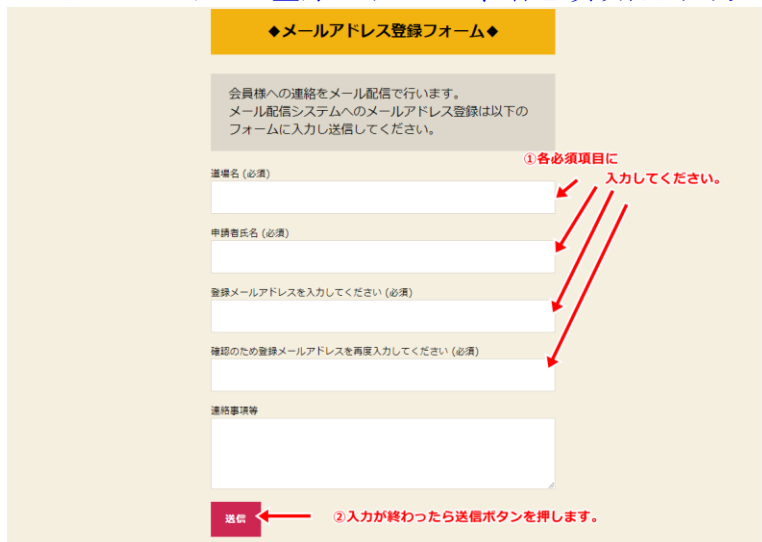 ◆メールアドレス登録フォーム◆
会員様への連絡をメール配信で行います。
メール配信システムへのメールアドレス登録は以下の
フォームに入力し送信してください。
①各必須項目に
入力してください。
道場名 (必須)
申請者氏名 (必須)
登録メールアドレスを入力してください (必須)
確認のため登録メールアドレスを再度入力してください (必須)
連絡事項等
送信
②入力が終わったら送信ボタンを押します。